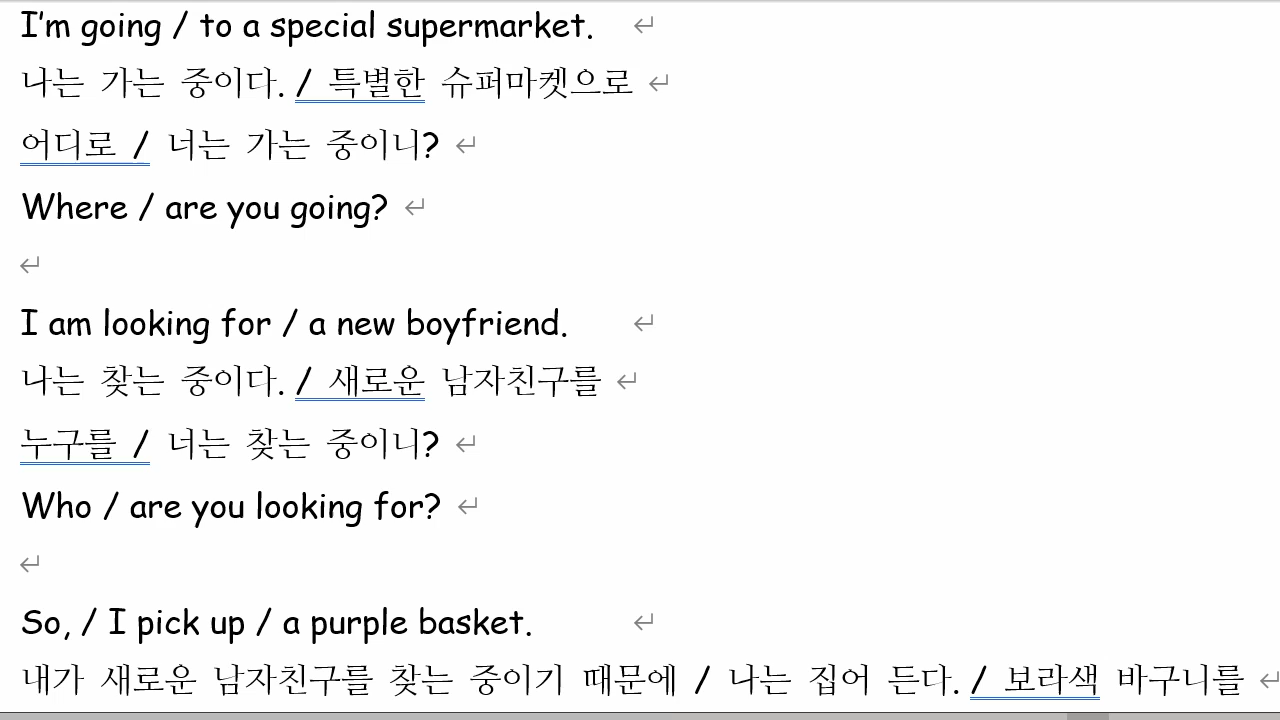 I'm going / to a special supermarket.
나는 가는 중이다. / 특별한 슈퍼마켓으로
어디로 / 너는 가는 중이니?
Where / are you going?
I am looking for / a new boyfriend.
나는 찾는 중이다. / 새로운 남자친구를
누구를 / 너는 찾는 중이니?
Who / are you looking for?
So, / I pick up / a purple basket.
내가 새로운 남자친구를 찾는 중이기 때문에 / 나는 집어 든다. / 보라색 바구니를